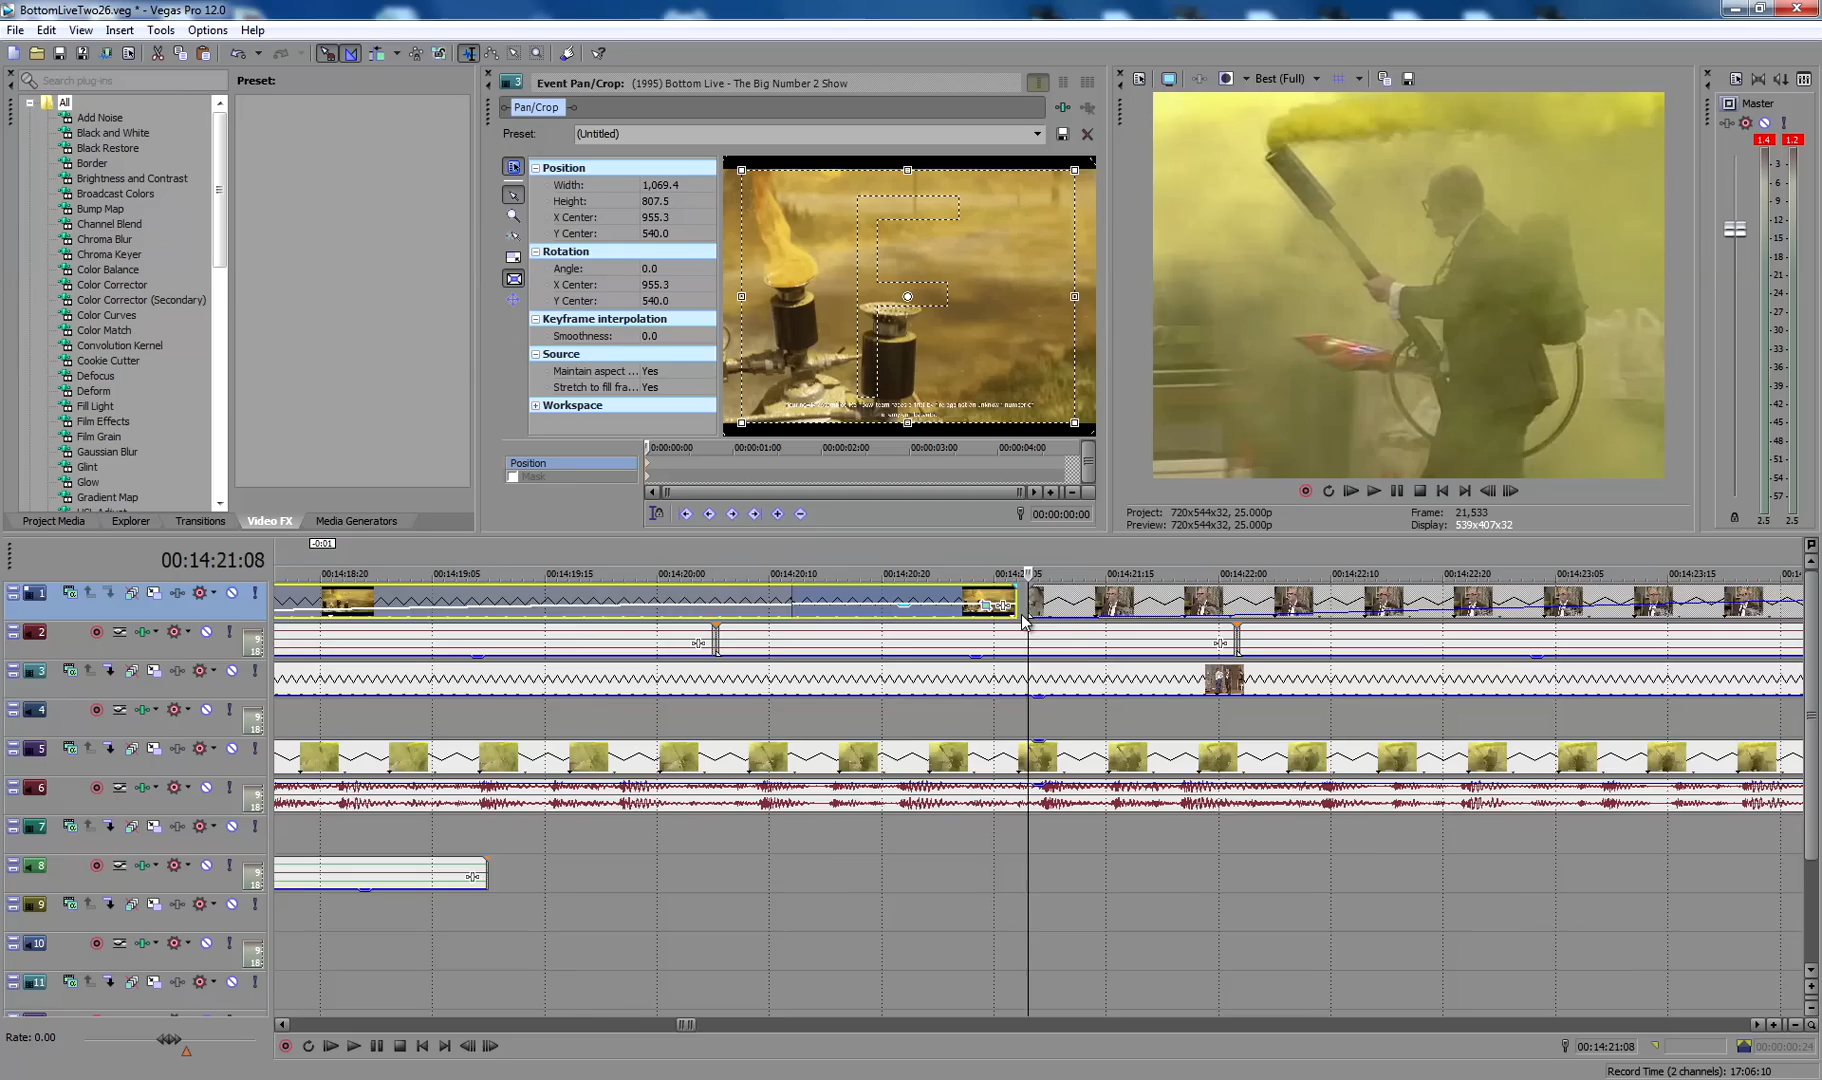 BottomLiveTwo26.veg * - Vegas Pro 12.0
File Edit View Insert Tools Options Help
Search plug-ins
All
Add Noise
Black and White
Black Restore
Border
Brightness and Contrast
Broadcast Colors
Bump Map
Channel Blend
Chroma Blur
Chroma Keyer
Color Balance
Color Corrector
Color Corrector (Secondary)
Color Curves
Color Match
Convolution Kernel
Cookie Cutter
Defocus
Deform
Fill Light
Film Effects
Film Grain
Gaussian Blur
Glint
Glow
Gradient Map
Preset:
Project Media Explorer Transitions Video FX Media Generators
3 Event Pan/Crop: (1995) Bottom Live - The Big Number 2 Show
Pan/Crop
Preset: (Untitled)
Position
Width: 1,069.4
Height: 807.5
X Center: 955.3
Y Center: 540.0
Rotation
Angle: 0.0
X Center: 955.3
Y Center: 540.0
Keyframe interpolation
Smoothness: 0.0
Source
Maintain aspect ... Yes
Stretch to fill fra... Yes
Workspace
0:00:00:00 00:00:01:00 00:00:02:00 00:00:03:00 00:00:04:00
Position
Mask
00:00:00:00
Best (Full)
Project: 720x544x32, 25.000p
Preview: 720x544x32, 25.000p
Frame: 21,533
Display: 539x407x32
Master
1.4 1.2
3
6
9
12
15
18
21
24
27
30
33
36
39
42
45
48
51
54
57
2.5 2.5
-0:01
00:14:21:08
00:14:18:20 00:14:19:05 00:14:19:15 00:14:20:00 00:14:20:10 00:14:20:20 00:14:21:15 00:14:22:00 00:14:22:10 00:14:22:20 00:14:23:05 00:14:23:15
1
2
9
18
3
4
9
18
5
6
9
18
7
8
9
18
9
10
9
18
11
Rate: 0.00
00:14:21:08
00:00:00:24
Record Time (2 channels): 17:06:10